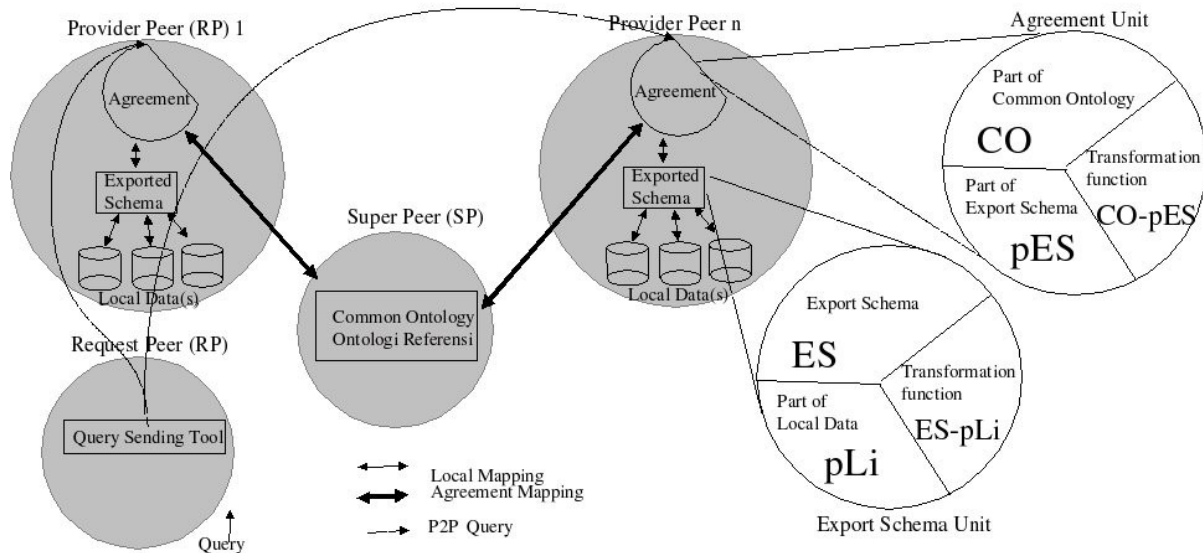 Provider Peer (RP) 1
Provider Peer n
Agreement Unit
Agreement
Agreement
Part of
Common Ontology
CO
Transformation
function
CO-pES
Part of
Export Schema
pES
Exported
Schema
Exported
Schema
Local Data(s)
Local Data(s)
Super Peer (SP)
Common Ontology
Ontologi Referensi
Export Schema
ES
Transformation
function
ES-pLi
Part of
Local Data
pLi
Export Schema Unit
Request Peer (RP)
Query Sending Tool
Query
Local Mapping
Agreement Mapping
P2P Query